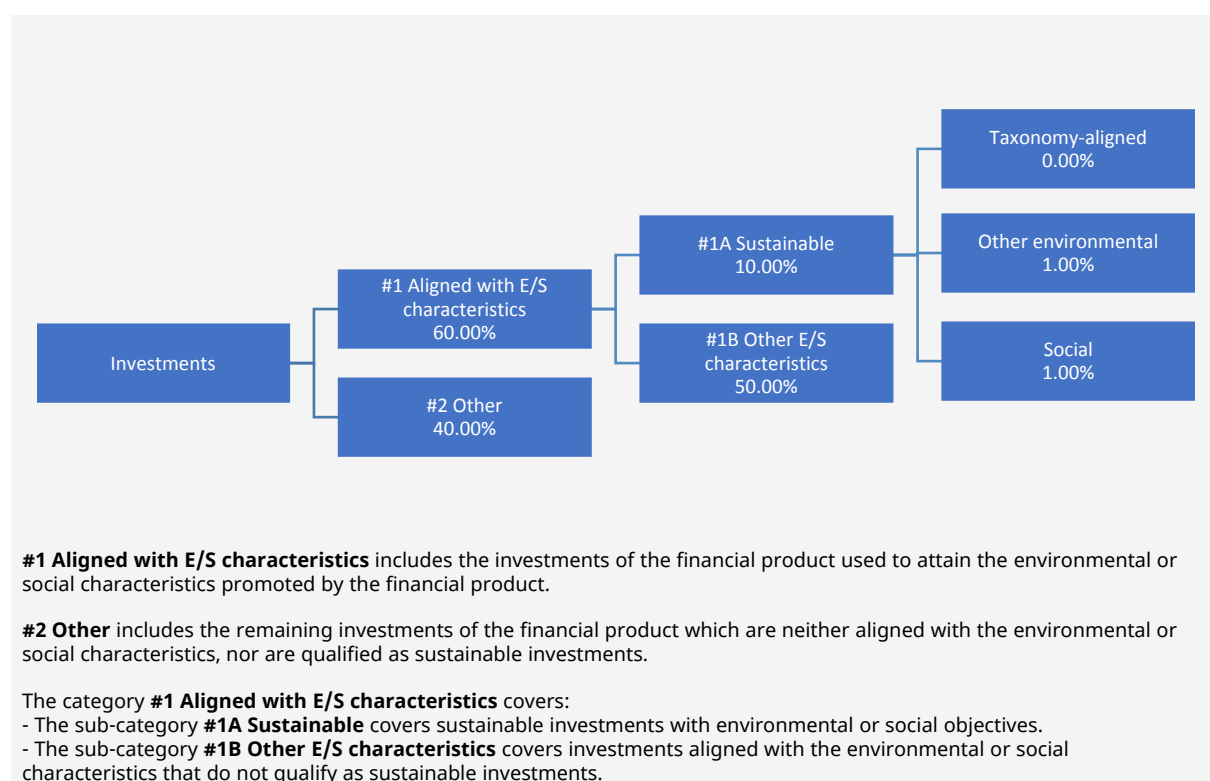 Taxonomy-aligned
0.00%
#1A Sustainable
10.00%
Other environmental
1.00%
#1 Aligned with E/S
characteristics
60.00%
Investments
#1B Other E/S
characteristics
50.00%
Social
1.00%
#2 Other
40.00%
#1 Aligned with E/S characteristics includes the investments of the financial product used to attain the environmental or
social characteristics promoted by the financial product.
#2 Other includes the remaining investments of the financial product which are neither aligned with the environmental or
social characteristics, nor are qualified as sustainable investments.
The category #1 Aligned with E/S characteristics covers:
- The sub-category #1A Sustainable covers sustainable investments with environmental or social objectives.
- The sub-category #1B Other E/S characteristics covers investments aligned with the environmental or social
characteristics that do not qualify as sustainable investments.